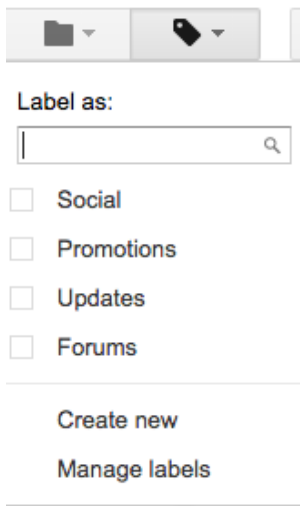 Label as:
Social
Promotions
Updates
Forums
Create new
Manage labels